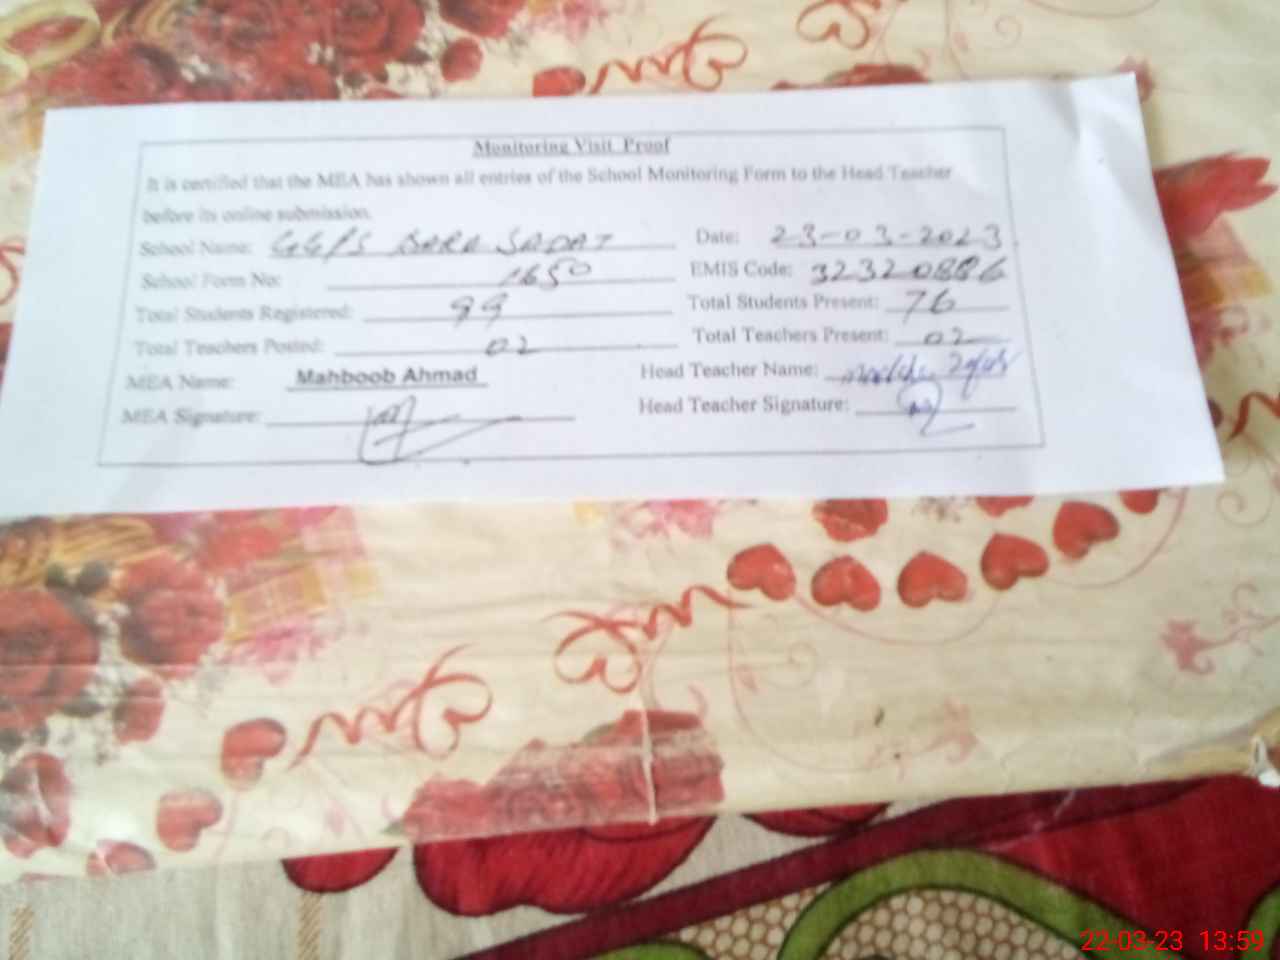 Monitoring Visit Proof
It is certified that the MEA has shown all entries of the School Monitoring Form to the Head Teacher
before its online submission.
School Name: GGPS BARA SADAT Date: 23-03-2023
School Form No: 1650 EMIS Code: 32320886
Total Students Registered: 99 Total Students Present: 76
Total Teachers Posted: 02 Total Teachers Present: 02
MEA Name: Mahboob Ahmad Head Teacher Name:
MEA Signature: Head Teacher Signature:
22-03-23 13:59